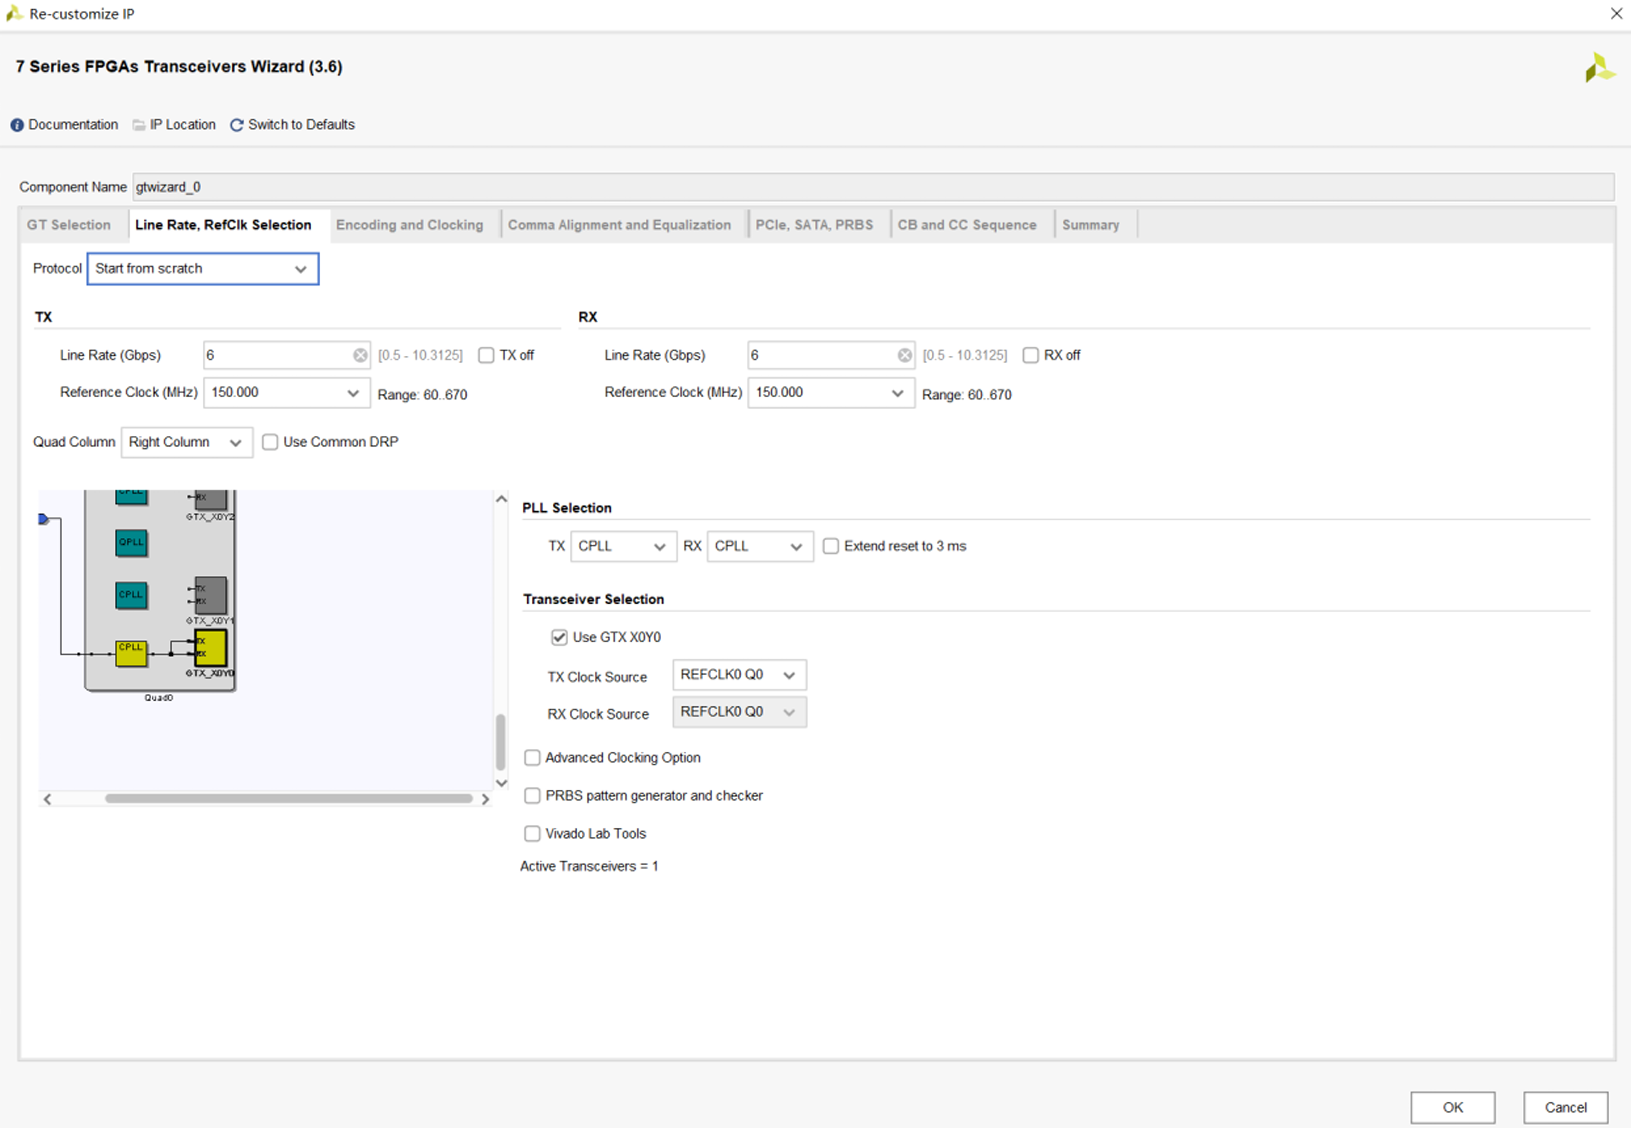 Re-customize IP
7 Series FPGAs Transceivers Wizard (3.6)
Documentation IP Location Switch to Defaults
Component Name gtwizard_0
GT Selection Line Rate, RefClk Selection Encoding and Clocking Comma Alignment and Equalization PCIe, SATA, PRBS CB and CC Sequence Summary
Protocol Start from scratch
TX RX
Line Rate (Gbps) 6 [0.5 - 10.3125] TX off Line Rate (Gbps) 6 [0.5 - 10.3125] RX off
Reference Clock (MHz) 150.000 Range: 60..670 Reference Clock (MHz) 150.000 Range: 60..670
Quad Column Right Column Use Common DRP
CPLL RX
GTX_X0Y2
QPLL
CPLL TX
RX
GTX_X0Y1
CPLL TX
RX
GTX_X0Y0
Quad0
PLL Selection
TX CPLL RX CPLL Extend reset to 3 ms
Transceiver Selection
Use GTX X0Y0
TX Clock Source REFCLK0 Q0
RX Clock Source REFCLK0 Q0
Advanced Clocking Option
PRBS pattern generator and checker
Vivado Lab Tools
Active Transceivers = 1
OK Cancel